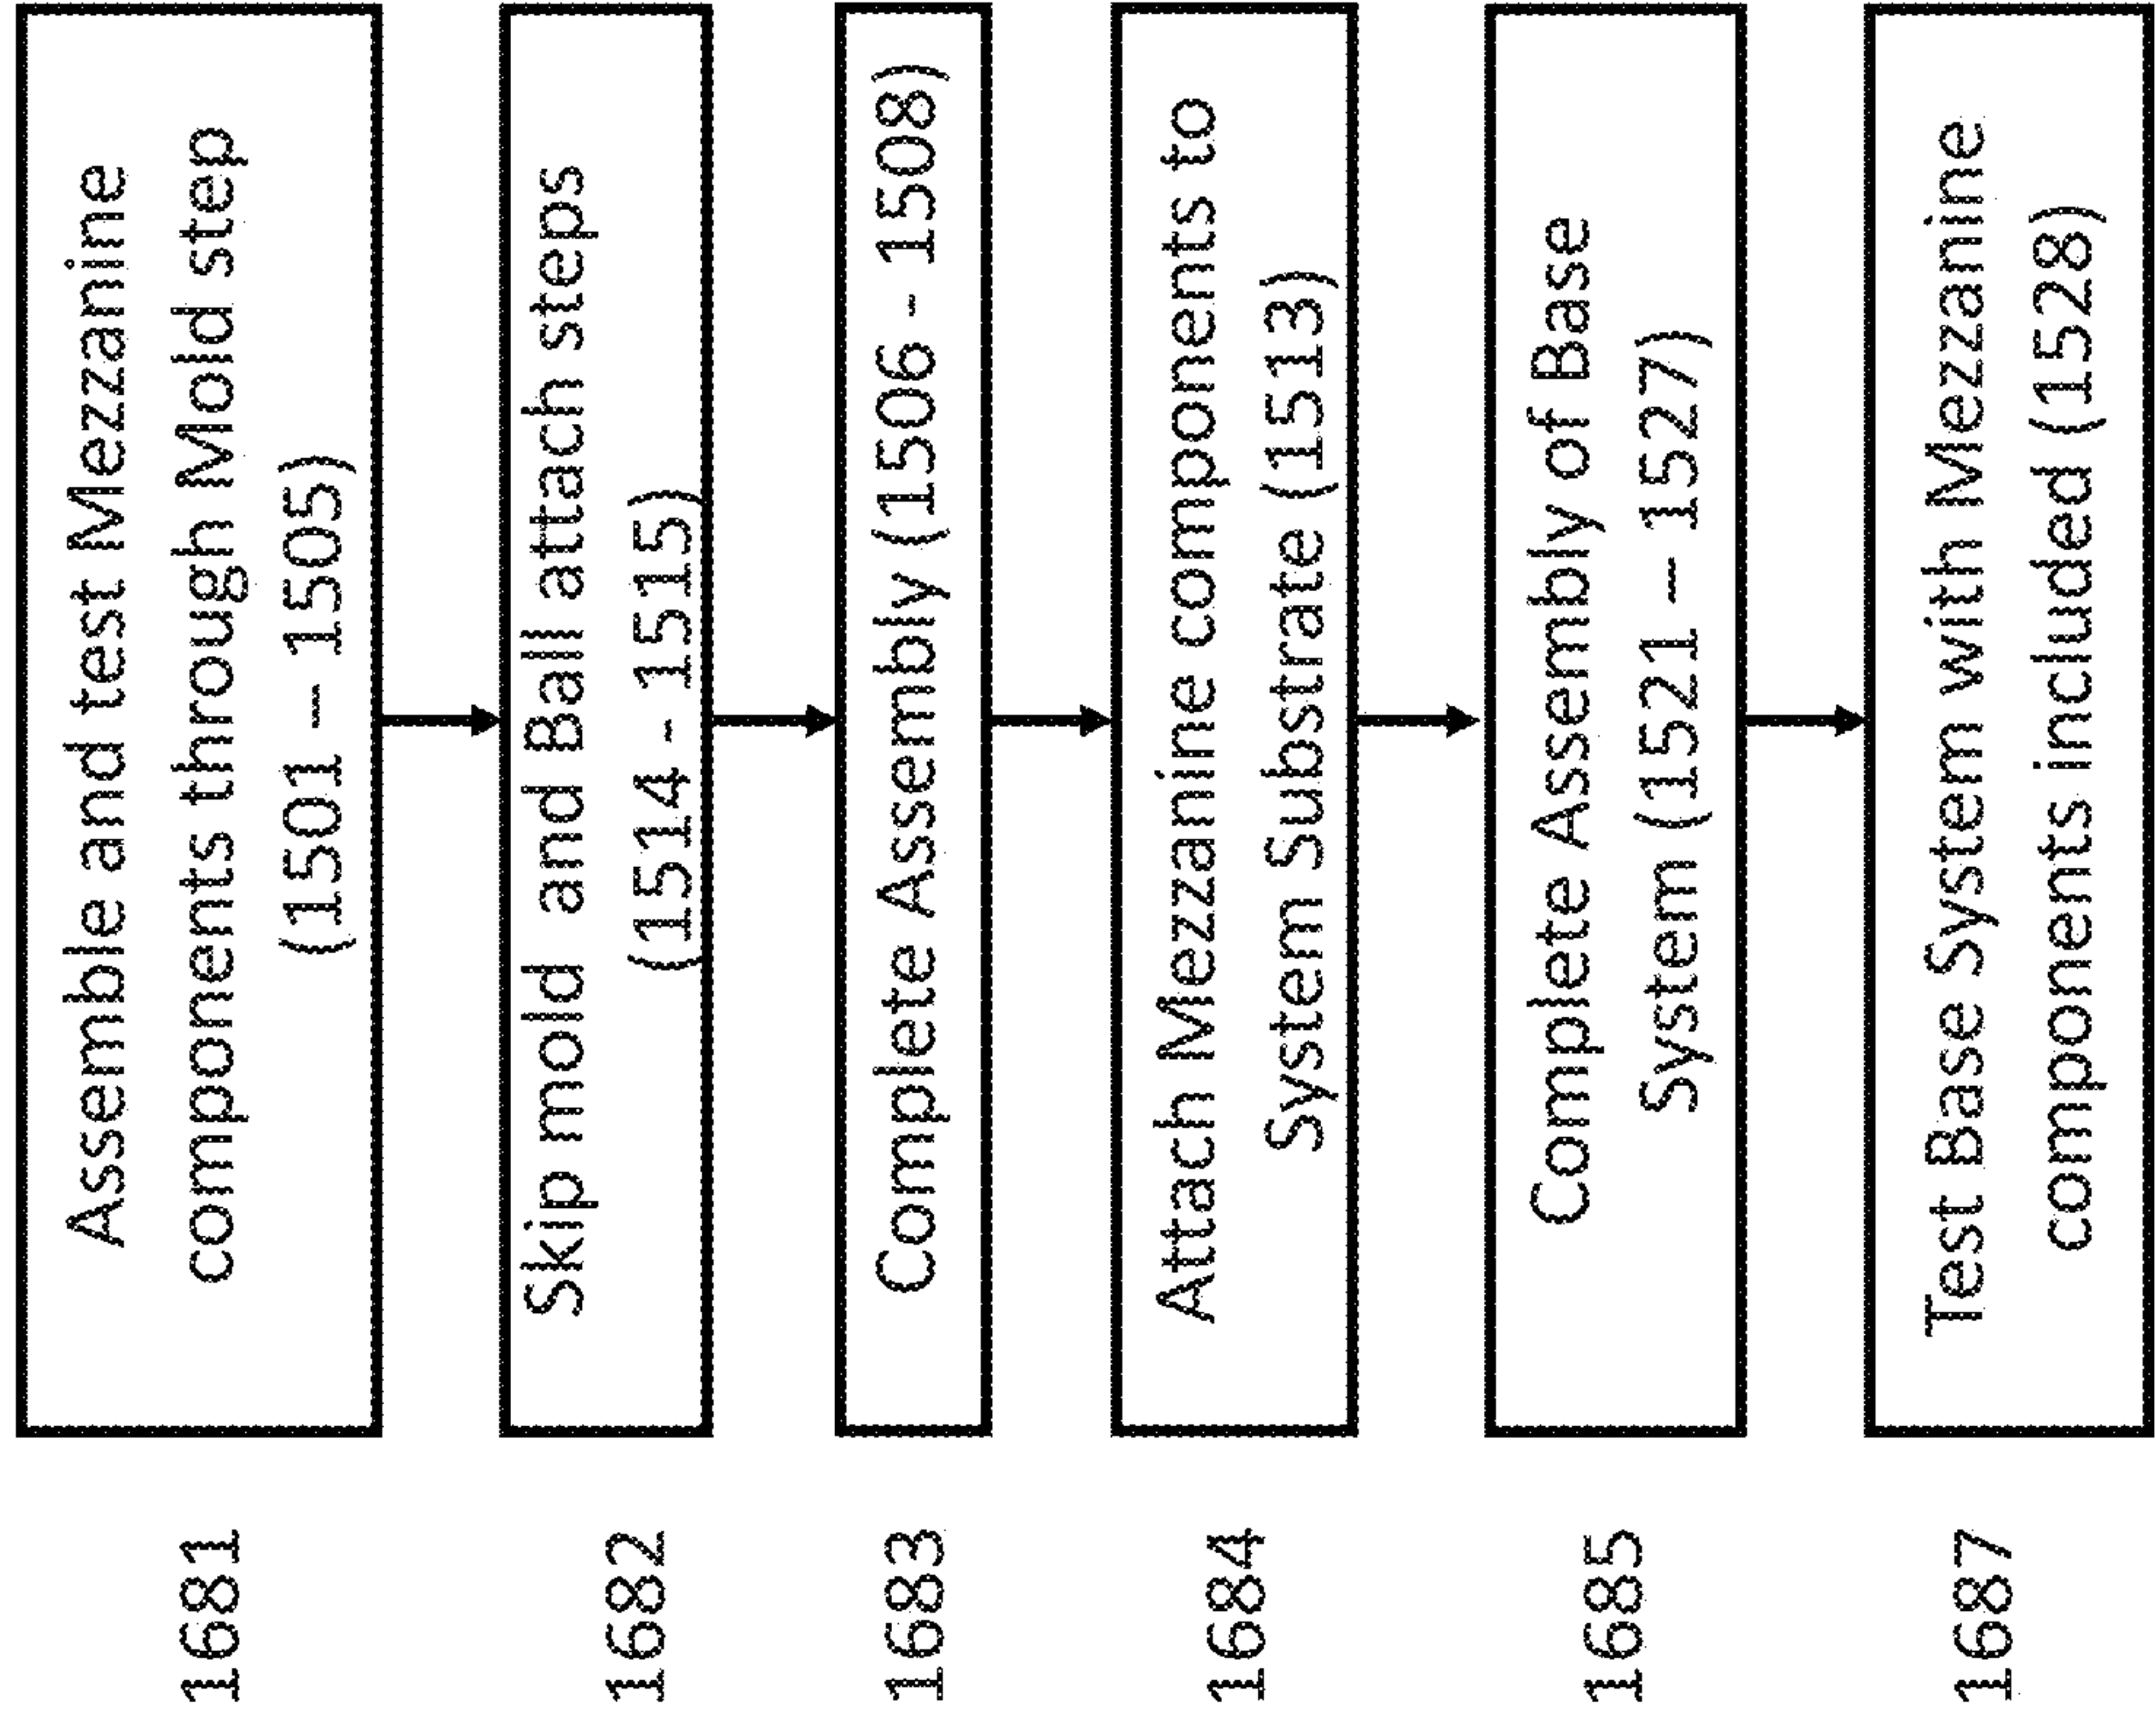 1681
Assemble and test Mezzanine
components through Mold step
(1501 – 1505)
1682
Skip mold and Ball attach steps
(1514 - 1515)
1683
Complete Assembly (1506 - 1508)
1684
Attach Mezzanine components to
System Substrate (1513)
1685
Complete Assembly of Base
System (1521 – 1527)
1687
Test Base System with Mezzanine
components included (1528)